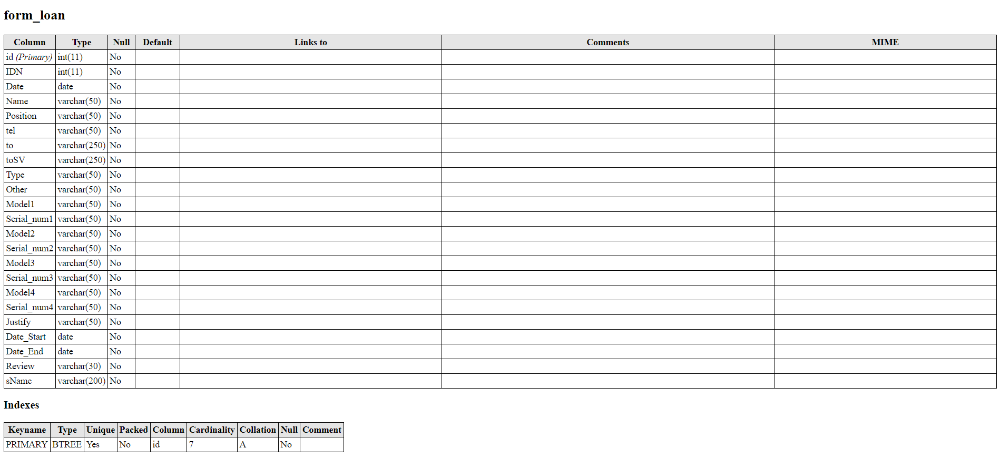 form_loan
Column Type Null Default Links to Comments MIME
id (Primary) int(11) No
IDN int(11) No
Date date No
Name varchar(50) No
Position varchar(50) No
tel varchar(50) No
to varchar(250) No
toSV varchar(250) No
Type varchar(50) No
Other varchar(50) No
Model1 varchar(50) No
Serial_num1 varchar(50) No
Model2 varchar(50) No
Serial_num2 varchar(50) No
Model3 varchar(50) No
Serial_num3 varchar(50) No
Model4 varchar(50) No
Serial_num4 varchar(50) No
Justify varchar(50) No
Date_Start date No
Date_End date No
Review varchar(30) No
sName varchar(200) No
Indexes
Keyname Type Unique Packed Column Cardinality Collation Null Comment
PRIMARY BTREE Yes No id 7 A No